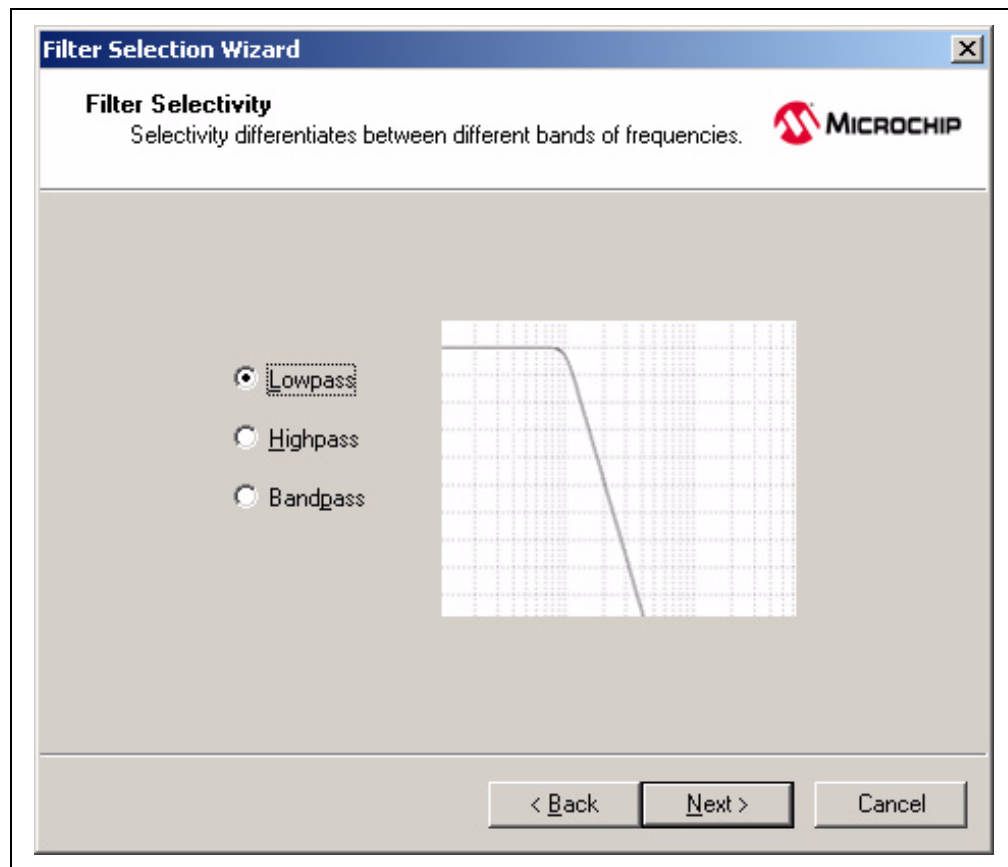 Filter Selection Wizard
Filter Selectivity
Selectivity differentiates between different bands of frequencies.
MICROCHIP
Lowpass
Highpass
Bandpass
< Back
Next >
Cancel